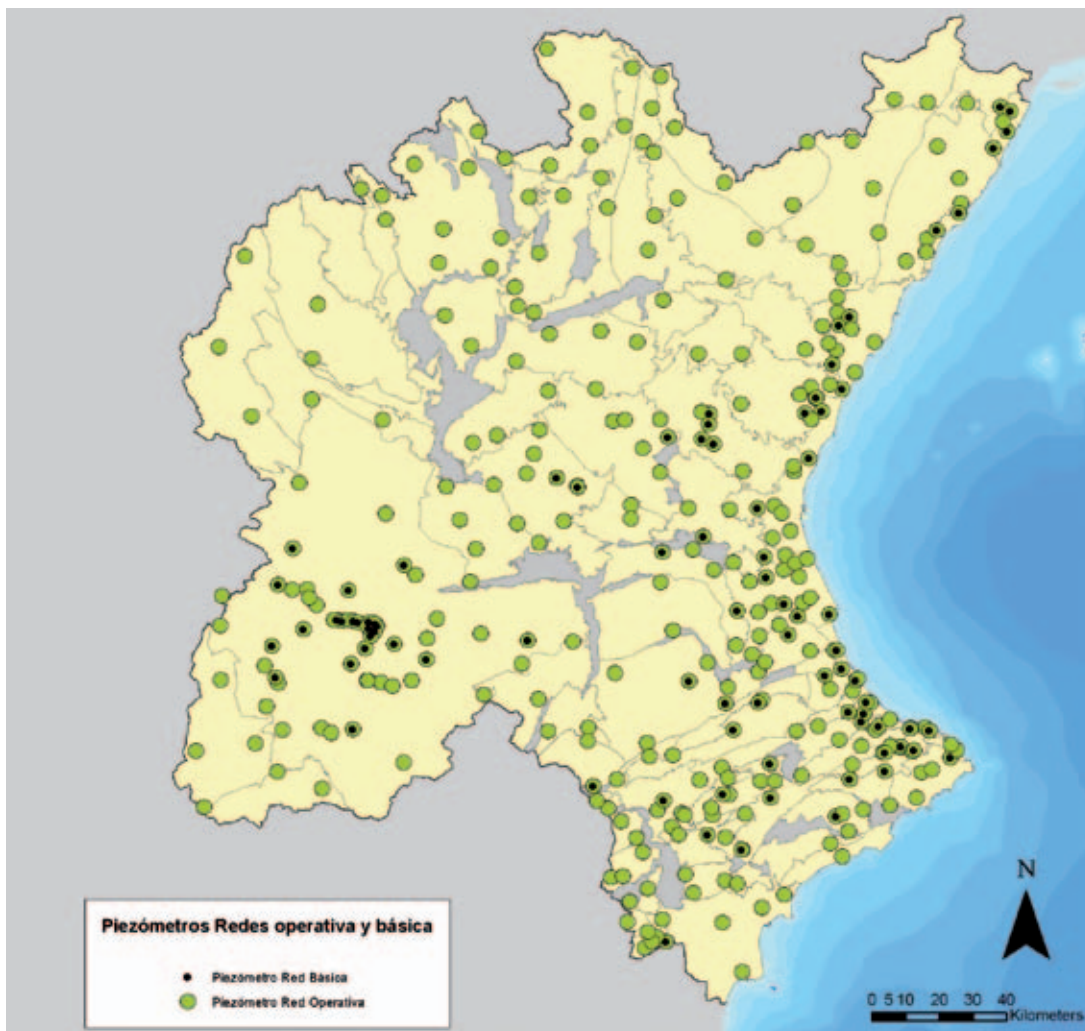 Piezómetros Redes operativa y básica
Piezómetro Red Básica
Piezómetro Red Operativa
N
0 5 10 20 30 40
Kilometers